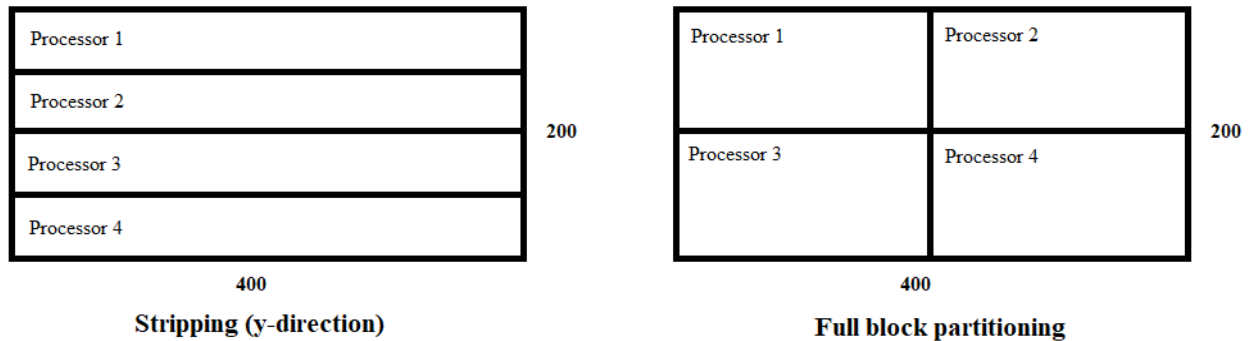 Processor 1
Processor 2
Processor 3
Processor 4
200
400
Stripping (y-direction)
Processor 1
Processor 2
Processor 3
Processor 4
200
400
Full block partitioning